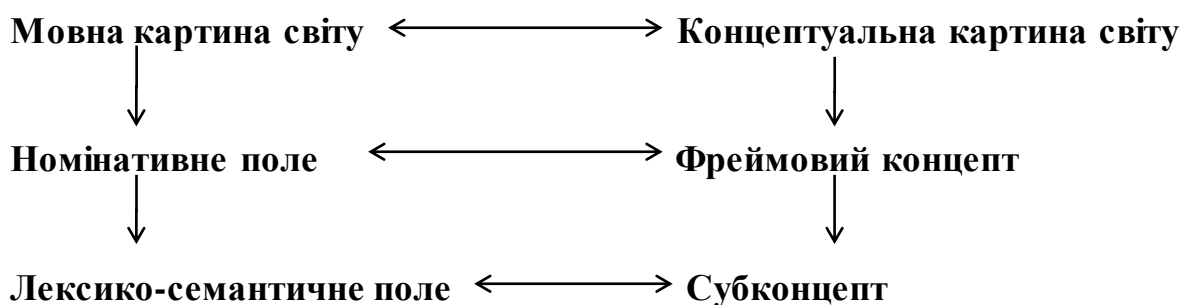 Мовна картина світу Концептуальна картина світу
Номінативне поле Фреймовий концепт
Лексико-семантичне поле Субконцепт